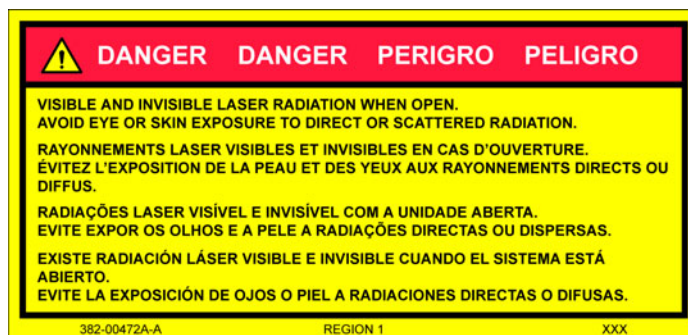 DANGER DANGER PERIGRO PELIGRO
VISIBLE AND INVISIBLE LASER RADIATION WHEN OPEN.
AVOID EYE OR SKIN EXPOSURE TO DIRECT OR SCATTERED RADIATION.
RAYONNEMENTS LASER VISIBLES ET INVISIBLES EN CAS D'OUVERTURE.
ÉVITEZ L'EXPOSITION DE LA PEAU ET DES YEUX AUX RAYONNEMENTS DIRECTS OU
DIFFUS.
RADIAÇÕES LASER VISÍVEL E INVISÍVEL COM A UNIDADE ABERTA.
EVITE EXPOR OS OLHOS E A PELE A RADIAÇÕES DIRECTAS OU DISPERSAS.
EXISTE RADIACIÓN LÁSER VISIBLE E INVISIBLE CUANDO EL SISTEMA ESTÁ
ABIERTO.
EVITE LA EXPOSICIÓN DE OJOS O PIEL A RADIACIONES DIRECTAS O DIFUSAS.
382-00472A-A REGION 1 XXX